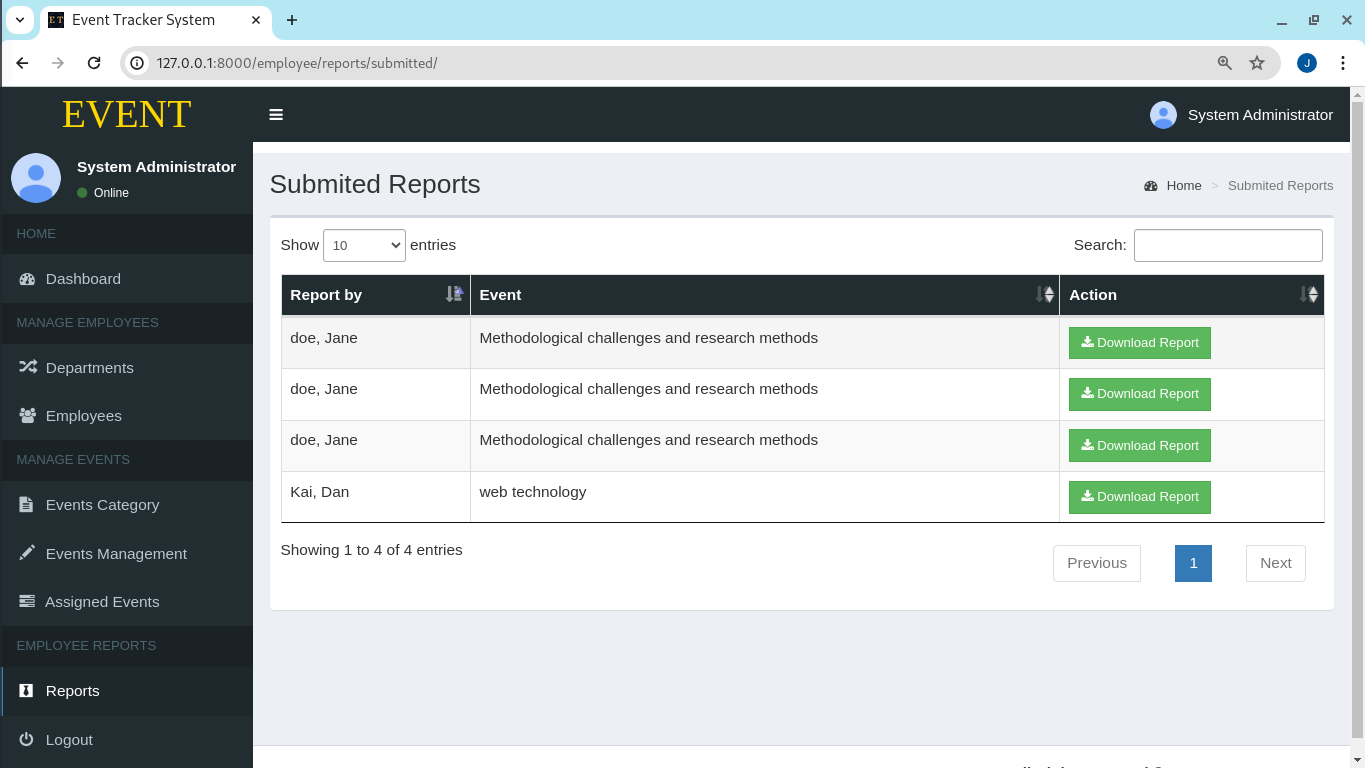 Event Tracker System
127.0.0.1:8000/employee/reports/submitted/
J
EVENT
System Administrator
System Administrator
Online
HOME
Dashboard
MANAGE EMPLOYEES
Departments
Employees
MANAGE EVENTS
Events Category
Events Management
Assigned Events
EMPLOYEE REPORTS
Reports
Logout
Submited Reports
Home > Submited Reports
Show 10 entries
Search:
Report by Event Action
doe, Jane Methodological challenges and research methods Download Report
doe, Jane Methodological challenges and research methods Download Report
doe, Jane Methodological challenges and research methods Download Report
Kai, Dan web technology Download Report
Showing 1 to 4 of 4 entries
Previous 1 Next